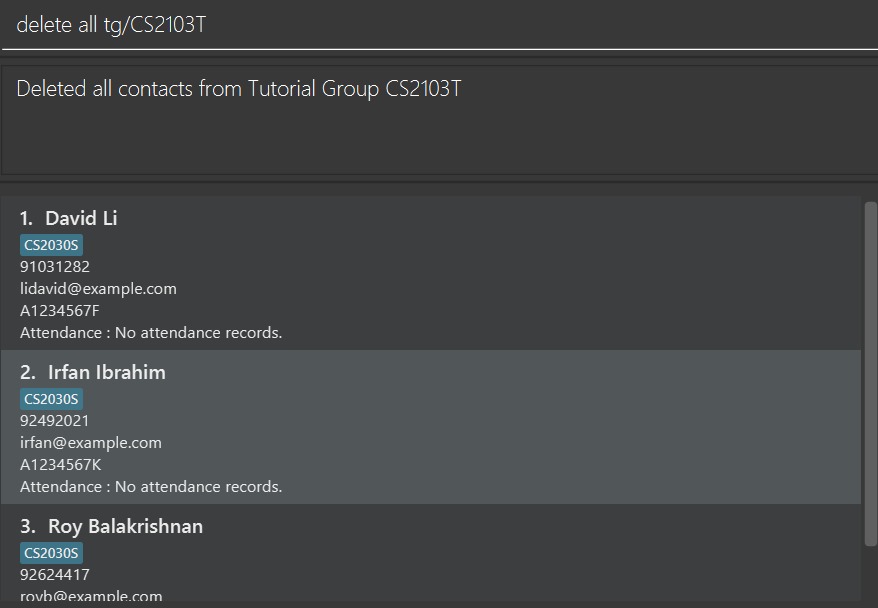 delete all tg/CS2103T
Deleted all contacts from Tutorial Group CS2103T
1. David Li
CS2030S
91031282
lidavid@example.com
A1234567F
Attendance : No attendance records.
2. Irfan Ibrahim
CS2030S
92492021
irfan@example.com
A1234567K
Attendance : No attendance records.
3. Roy Balakrishnan
CS2030S
92624417
royb@example.com